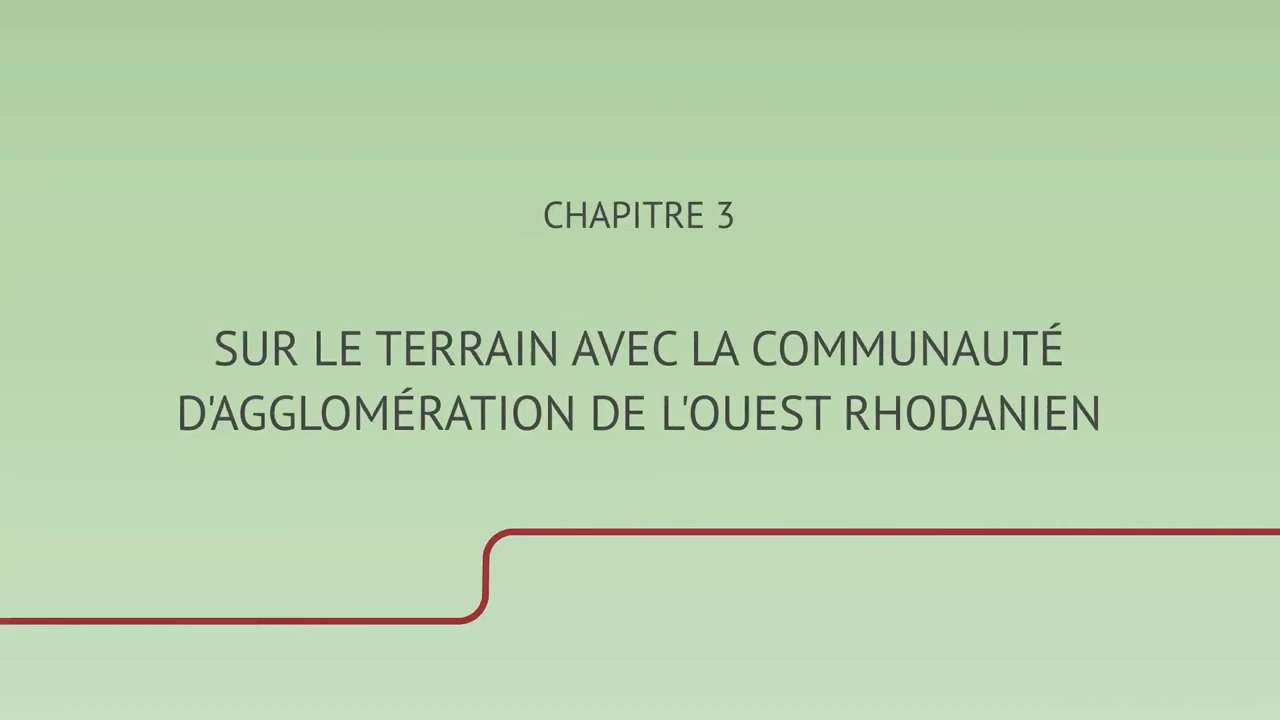 CHAPITRE 3
SUR LE TERRAIN AVEC LA COMMUNAUTÉ
D'AGGLOMÉRATION DE L'OUEST RHODANIEN